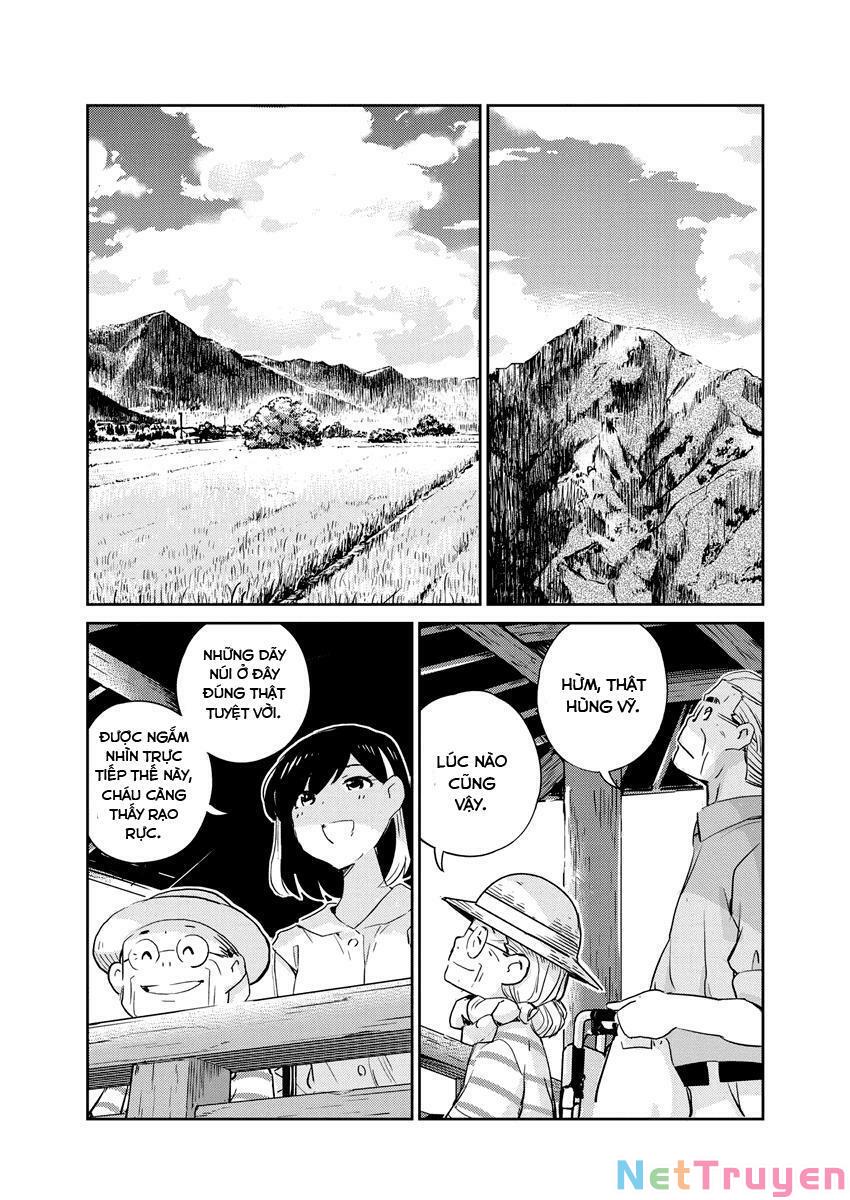 HỪM, THẬT
HÙNG VỸ.
LÚC NÀO
CŨNG
VẬY.
NHỮNG DÃY
NÚI Ở ĐÂY
ĐÚNG THẬT
TUYỆT VỜI.
ĐƯỢC NGẮM
NHÌN TRỰC
TIẾP THẾ NÀY,
CHÁU CÀNG
THẤY RẠO
RỰC.
NetTruyen